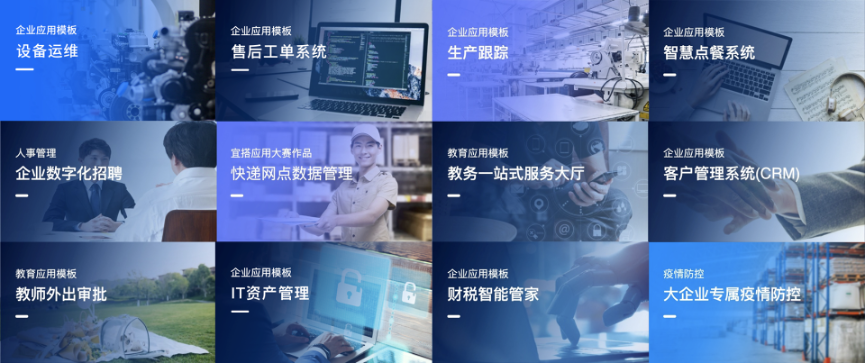 企业应用模板
设备运维
企业应用模板
售后工单系统
企业应用模板
生产跟踪
企业应用模板
智慧点餐系统
人事管理
企业数字化招聘
宜搭应用大赛作品
快递网点数据管理
教育应用模板
教务一站式服务大厅
企业应用模板
客户管理系统(CRM)
教育应用模板
教师外出审批
企业应用模板
IT资产管理
企业应用模板
财税智能管家
疫情防控
大企业专属疫情防控